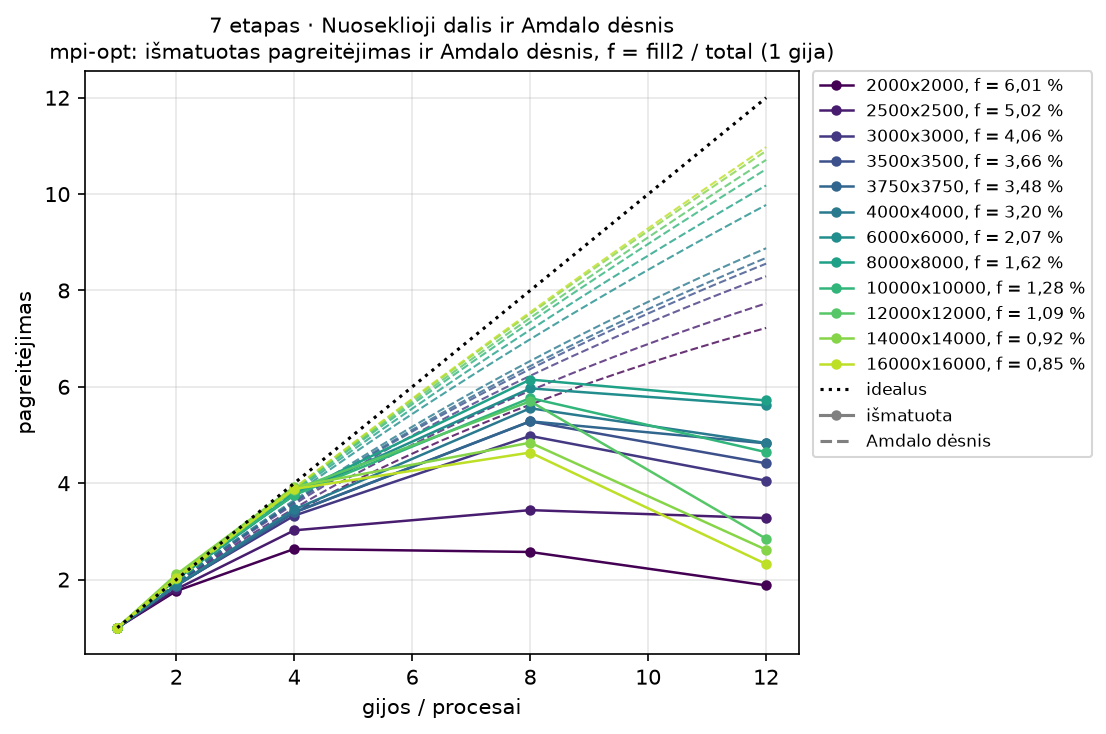 7 etapas · Nuoseklioji dalis ir Amdalo dėsnis
mpi-opt: išmatuotas pagreitėjimas ir Amdalo dėsnis, f = fill2 / total (1 gija)
2000x2000, f = 6,01 %
2500x2500, f = 5,02 %
3000x3000, f = 4,06 %
3500x3500, f = 3,66 %
3750x3750, f = 3,48 %
4000x4000, f = 3,20 %
6000x6000, f = 2,07 %
8000x8000, f = 1,62 %
10000x10000, f = 1,28 %
12000x12000, f = 1,09 %
14000x14000, f = 0,92 %
16000x16000, f = 0,85 %
idealus
išmatuota
Amdalo dėsnis
pagreitėjimas
12
10
8
6
4
2
2 4 6 8 10 12
gijos / procesai